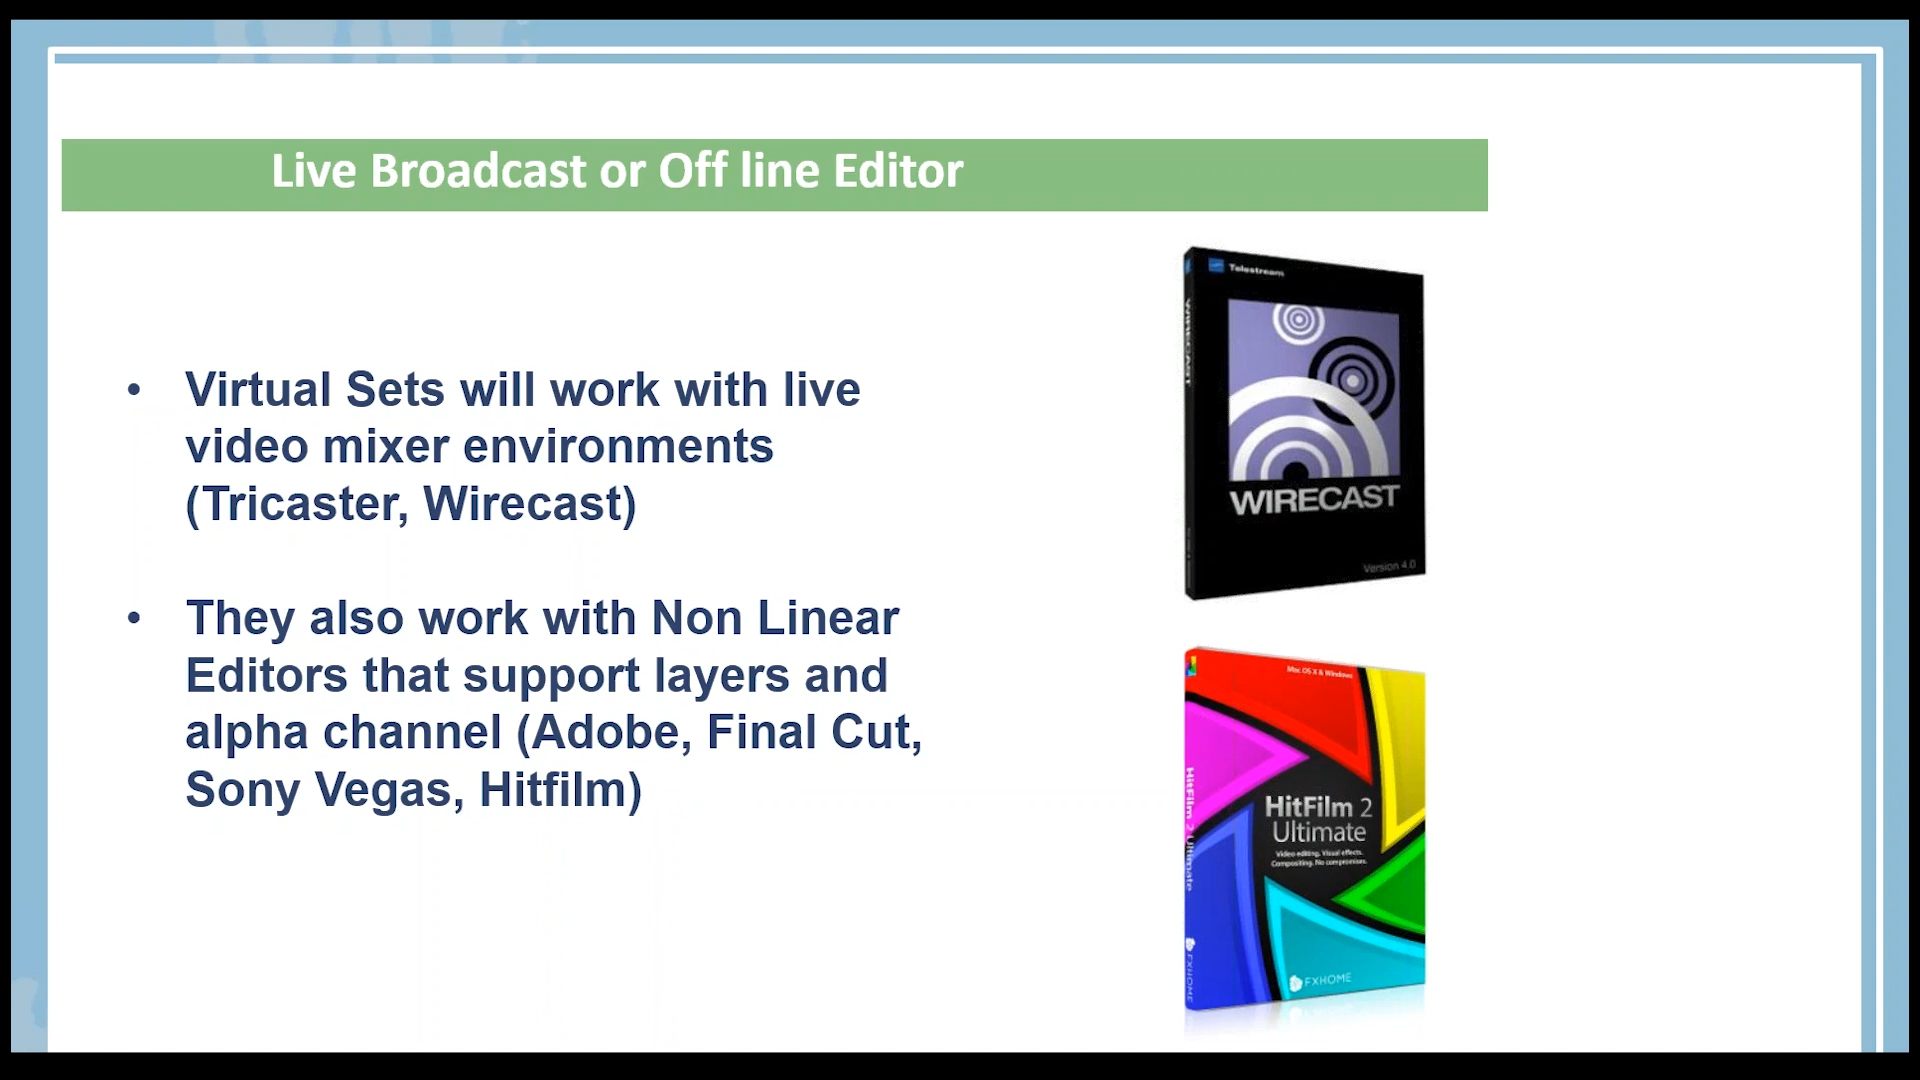 Live Broadcast or Off line Editor
• Virtual Sets will work with live
video mixer environments
(Tricaster, Wirecast)
• They also work with Non Linear
Editors that support layers and
alpha channel (Adobe, Final Cut,
Sony Vegas, Hitfilm)
Telestream
WIRECAST
WIRECAST
Version 4.0
Mac OS X & Windows
HitFilm 2 Ultimate
HitFilm 2
Ultimate
Video editing. Visual effects.
Compositing. No compromises.
FXHOME
FXHOME